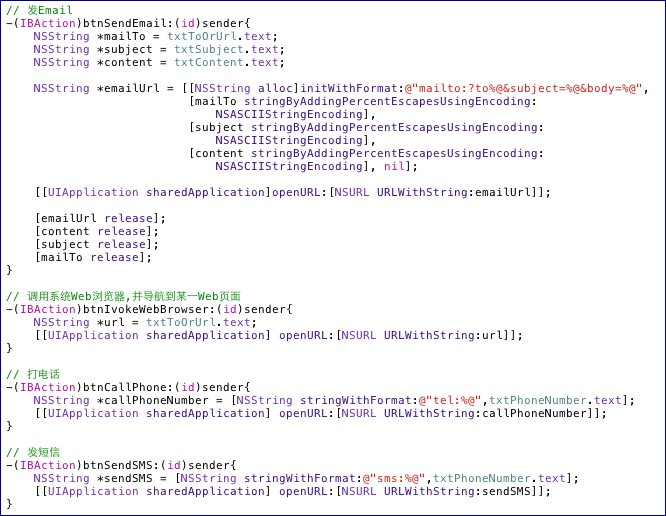 // 发Email
-(IBAction)btnSendEmail:(id)sender{
    NSString *mailTo = txtToOrUrl.text;
    NSString *subject = txtSubject.text;
    NSString *content = txtContent.text;

    NSString *emailUrl = [[NSString alloc]initWithFormat:@"mailto:?to%@&subject=%@&body=%@",
                          [mailTo stringByAddingPercentEscapesUsingEncoding:
                              NSASCIIStringEncoding],
                          [subject stringByAddingPercentEscapesUsingEncoding:
                              NSASCIIStringEncoding],
                          [content stringByAddingPercentEscapesUsingEncoding:
                              NSASCIIStringEncoding], nil];

    [[UIApplication sharedApplication]openURL:[NSURL URLWithString:emailUrl]];

    [emailUrl release];
    [content release];
    [subject release];
    [mailTo release];
}

// 调用系统Web浏览器,并导航到某一Web页面
-(IBAction)btnIvokeWebBrowser:(id)sender{
    NSString *url = txtToOrUrl.text;
    [[UIApplication sharedApplication] openURL:[NSURL URLWithString:url]];
}

// 打电话
-(IBAction)btnCallPhone:(id)sender{
    NSString *callPhoneNumber = [NSString stringWithFormat:@"tel:%@",txtPhoneNumber.text];
    [[UIApplication sharedApplication] openURL:[NSURL URLWithString:callPhoneNumber]];
}

// 发短信
-(IBAction)btnSendSMS:(id)sender{
    NSString *sendSMS = [NSString stringWithFormat:@"sms:%@",txtPhoneNumber.text];
    [[UIApplication sharedApplication] openURL:[NSURL URLWithString:sendSMS]];
}